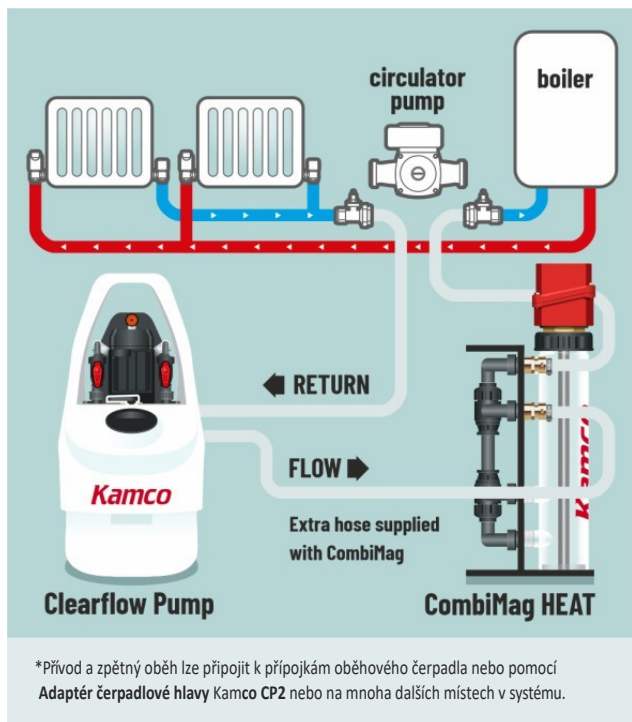 circulator
pump
boiler
RETURN
FLOW
Extra hose supplied
with CombiMag
Kamco
Kamco
Clearflow Pump
CombiMag HEAT
*Přívod a zpětný oběh lze připojit k přípojkám oběhového čerpadla nebo pomocí
Adaptér čerpadlové hlavy Kamco CP2 nebo na mnoha dalších místech v systému.